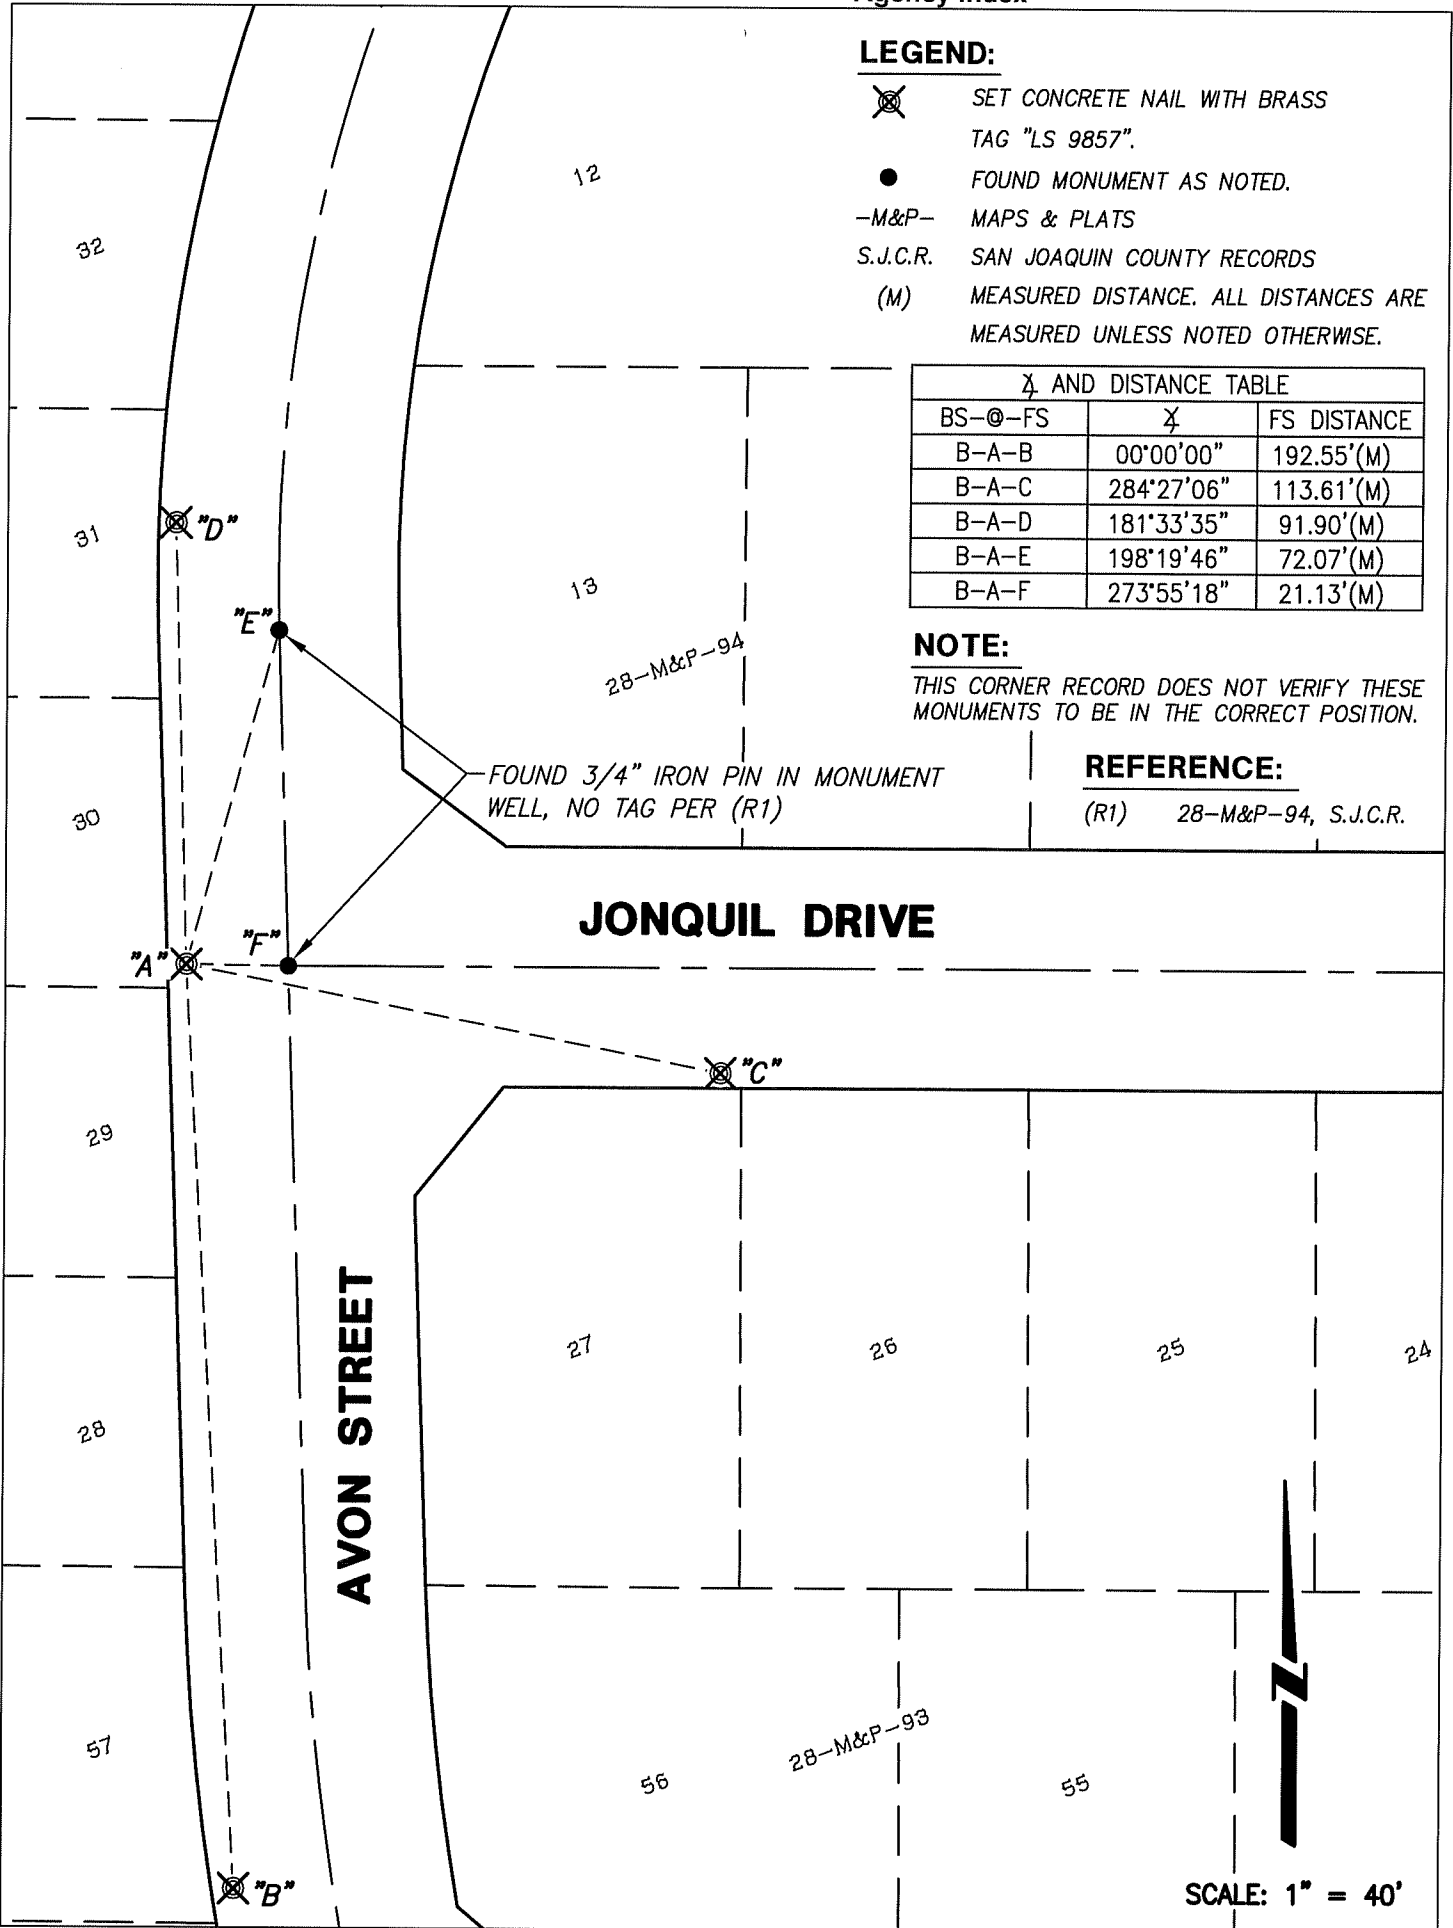 Agency Index
LEGEND:
SET CONCRETE NAIL WITH BRASS
TAG "LS 9857".
FOUND MONUMENT AS NOTED.
-M&P- MAPS & PLATS
S.J.C.R. SAN JOAQUIN COUNTY RECORDS
(M) MEASURED DISTANCE. ALL DISTANCES ARE
MEASURED UNLESS NOTED OTHERWISE.
∡ AND DISTANCE TABLE
BS-@-FS ∡ FS DISTANCE
B-A-B 00°00'00" 192.55'(M)
B-A-C 284°27'06" 113.61'(M)
B-A-D 181°33'35" 91.90'(M)
B-A-E 198°19'46" 72.07'(M)
B-A-F 273°55'18" 21.13'(M)
NOTE:
THIS CORNER RECORD DOES NOT VERIFY THESE
MONUMENTS TO BE IN THE CORRECT POSITION.
REFERENCE:
(R1) 28-M&P-94, S.J.C.R.
12
32
31
"D"
"E"
13
28-M&P-94
30
FOUND 3/4" IRON PIN IN MONUMENT
WELL, NO TAG PER (R1)
JONQUIL DRIVE
"A"
"F"
"C"
29
AVON STREET
27
26
25
24
28
57
56
28-M&P-93
55
"B"
Z
SCALE: 1" = 40'